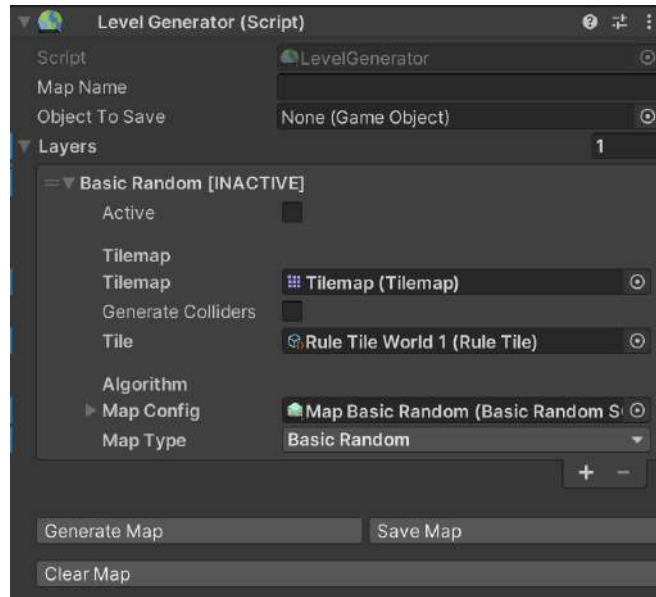 Level Generator (Script)
Script LevelGenerator
Map Name
Object To Save None (Game Object)
Layers 1
Basic Random [INACTIVE]
Active
Tilemap
Tilemap Tilemap (Tilemap)
Generate Colliders
Tile Rule Tile World 1 (Rule Tile)
Algorithm
Map Config Map Basic Random (Basic Random S
Map Type Basic Random
+ −
Generate Map Save Map
Clear Map